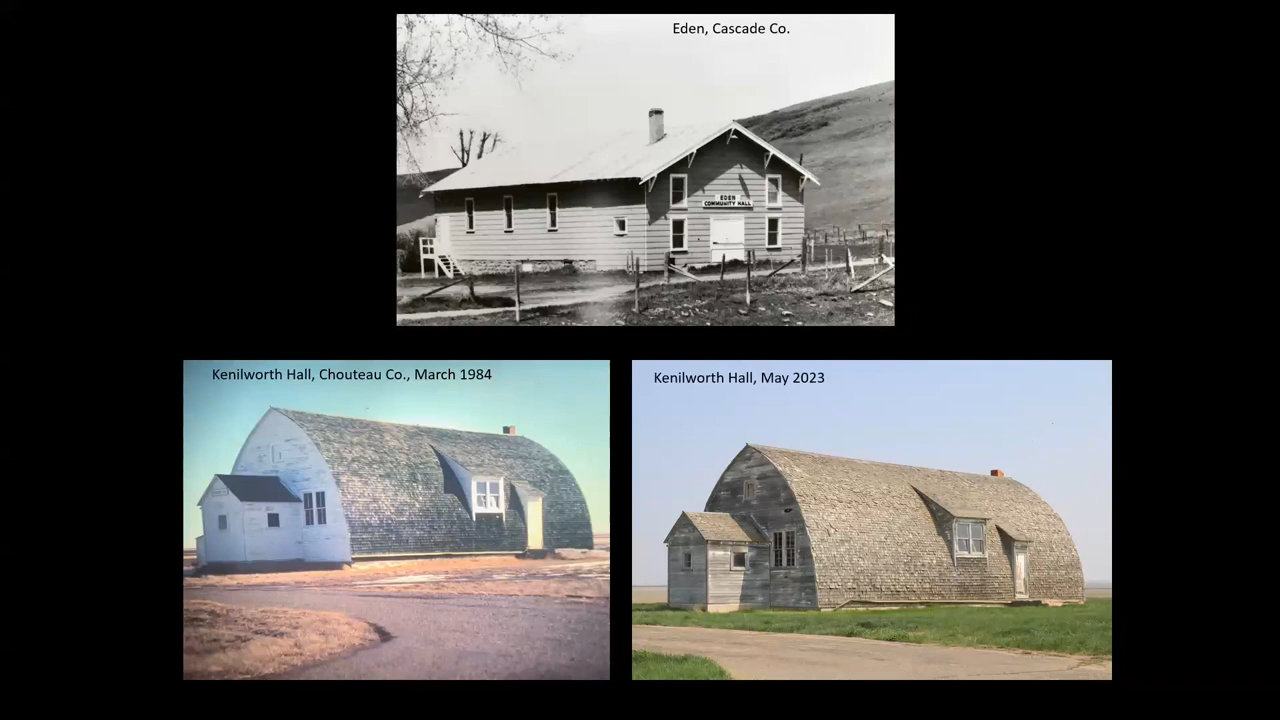 Eden, Cascade Co.
EDEN
COMMUNITY HALL
Kenilworth Hall, Chouteau Co., March 1984
Kenilworth Hall, May 2023